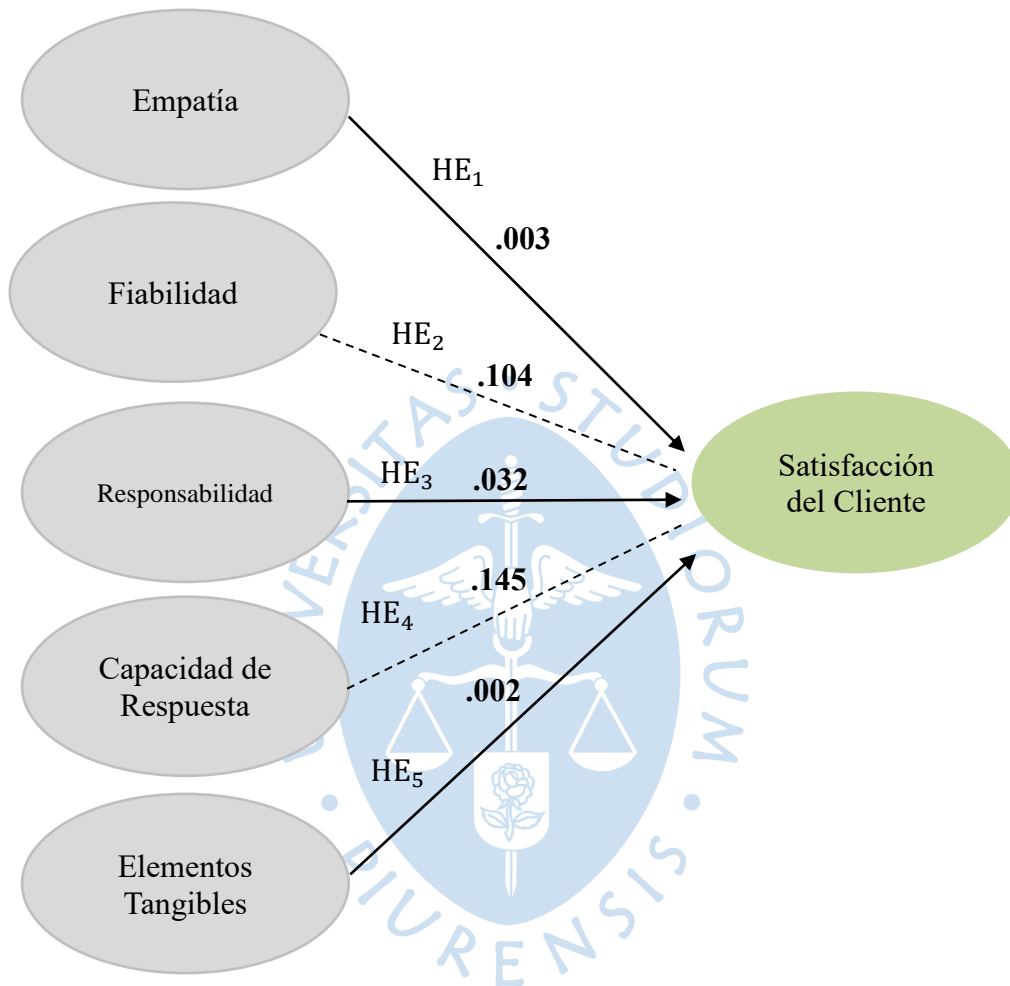 Empatía
HE₁
.003
Fiabilidad
HE₂
.104
Responsabilidad
HE₃
.032
Satisfacción
del Cliente
Capacidad de
Respuesta
HE₄
.145
Elementos
Tangibles
HE₅
.002
STUDIORUM
PIURENSIS